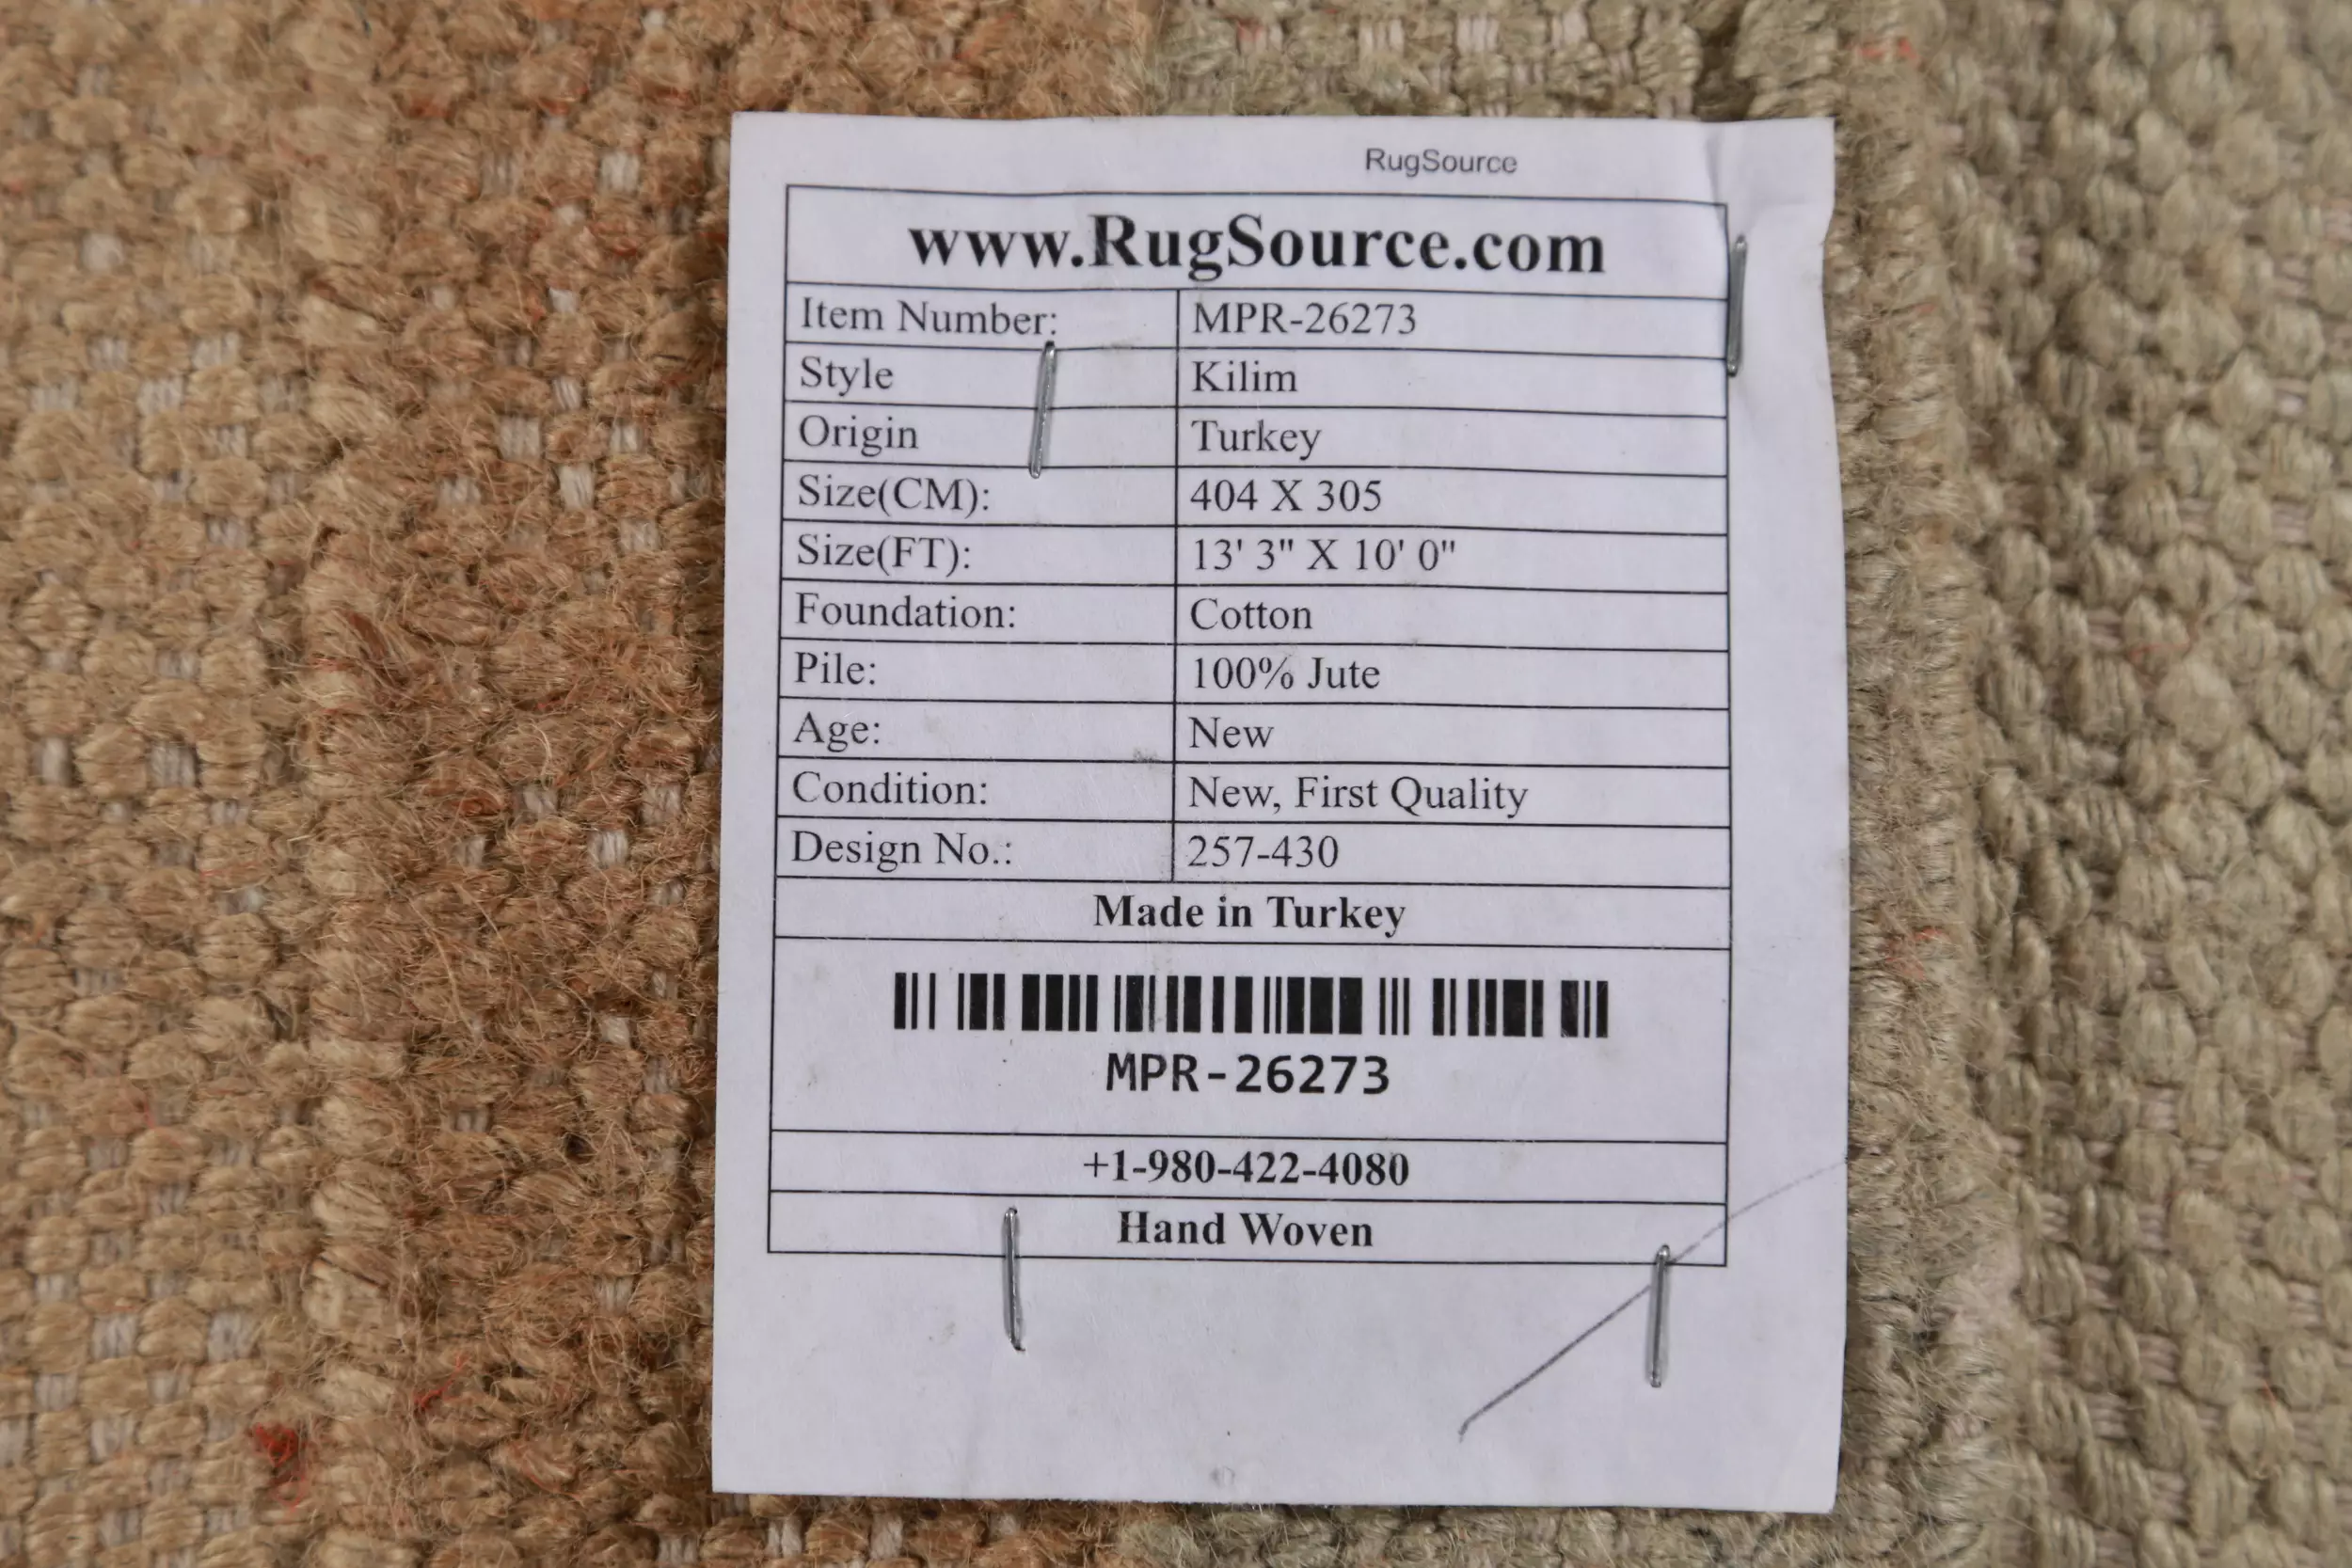 RugSource
www.RugSource.com
Item Number: MPR-26273
Style Kilim
Origin Turkey
Size(CM): 404 X 305
Size(FT): 13' 3" X 10' 0"
Foundation: Cotton
Pile: 100% Jute
Age: New
Condition: New, First Quality
Design No.: 257-430
Made in Turkey
MPR-26273
+1-980-422-4080
Hand Woven